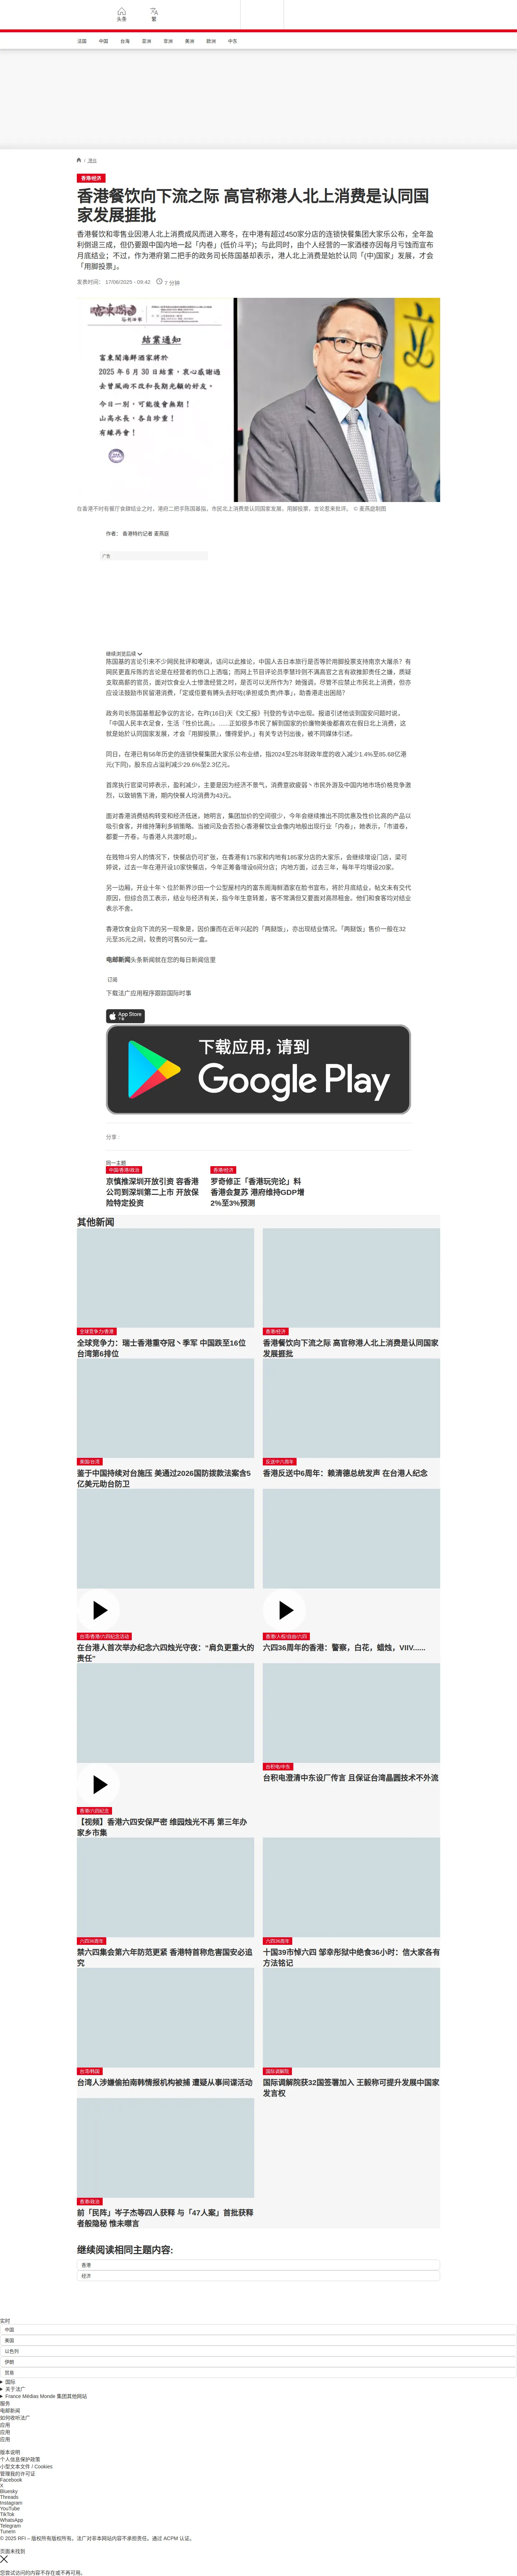 头条
繁
法国
中国
台海
亚洲
非洲
美洲
欧洲
中东
/ 港台
香港/经济
香港餐饮向下流之际 高官称港人北上消费是认同国
家发展捱批
香港餐饮和零售业因港人北上消费成风而进入寒冬，在中港有超过450家分店的连锁快餐集团大家乐公布，全年盈
利倒退三成，但仍要跟中国内地一起「内卷」(低价斗平)；与此同时，由个人经营的一家酒楼亦因每月亏蚀而宣布
月底结业；不过，作为港府第二把手的政务司长陈国基却表示，港人北上消费是始於认同「(中)国家」发展，才会
「用脚投票」。
发表时间： 17/06/2025 - 09:42
7 分钟
结业通知
富东閣海鲜酒家將於
2025年6月30日結業，衷心感謝過
去曾風雨不改和長期光顧的好友。
今日一別，可能後會無期！
山高水長，各自珍重！
有緣再會！
在香港不时有餐厅食肆结业之时，港府二把手陈国基指，市民北上消费是认同国家发展，用脚投票，言论惹来批评。 © 麦燕庭制图
作者： 香港特约记者 麦燕庭
广告
继续浏览后续
陈国基的言论引来不少网民批评和嘲讽，诘问以此推论，中国人去日本旅行是否等於用脚投票支持南京大屠杀？有
网民更直斥他的言论是在经营者的伤口上洒盐；而网上节目评论员李慧玲则不满高官之言有欲推卸责任之嫌，质疑
支取高薪的官员，面对饮食业人士惨澹经营之时，是否可以无所作为？她强调，尽管不应禁止市民北上消费，但亦
应设法鼓励市民留港消费，「定或佢要有膊头去好咗(承担或负责)件事」，助香港走出困局？
政务司长陈国基惹起争议的言论，在昨(16日)天《文汇报》刊登的专访中出现。报道引述他谈到国安问题时说，
「中国人民丰衣足食，生活『性价比高』。......正如很多市民了解到国家的价廉物美後都喜欢在假日北上消费，这
就是始於认同国家发展，才会『用脚投票』，懂得爱护。」有关专访刊出後，被不同媒体引述。
同日，在港已有56年历史的连锁快餐集团大家乐公布业绩，指2024至25年财政年度的收入减少1.4%至85.68亿港
元(下同)，股东应占溢利减少29.6%至2.3亿元。
首席执行官梁可婷表示，盈利减少，主要是因为经济不景气，消费意欲疲弱丶市民外游及中国内地市场价格竞争激
烈，以致销售下滑，期内快餐人均消费为43元。
面对香港消费结构转变和经济低迷，她明言，集团加价的空间很少，今年会继续推出不同优惠及性价比高的产品以
吸引食客，并维持薄利多销策略。当被问及会否担心香港餐饮业会像内地般出现行业「内卷」，她表示，「市道卷，
都要一齐卷，与香港人共渡时艰」。
在贱物斗穷人的情况下，快餐店仍可扩张，在香港有175家和内地有185家分店的大家乐，会继续增设门店，梁可
婷说，过去一年在港开设10家快餐店，今年正筹备增设6间分店；内地方面，过去三年，每年平均增设20家。
另一边厢，开业十年丶位於新界沙田一个公型屋村内的富东阁海鲜酒家在脸书宣布，将於月底结业，帖文未有交代
原因，但综合员工表示，结业与经济有关，指今年生意转差，客不常满但又要面对高昂租金。他们和食客均对结业
表示不舍。
香港饮食业向下流的另一现象是，因价廉而在近年兴起的「两餸饭」，亦出现结业情况。「两餸饭」售价一般在32
元至35元之间，较贵的可售50元一盒。
电邮新闻头条新闻就在您的每日新闻信里
订阅
下载法广应用程序跟踪国际时事
App Store
下载应用，请到
Google Play
分享 :
同一主题
中国/香港/政治
京慎推深圳开放引资 容香港
公司到深圳第二上市 开放保
险特定投资
香港/经济
罗奇修正「香港玩完论」料
香港会复苏 港府维持GDP增
2%至3%预测
其他新闻
全球竞争力/香港
全球竞争力：瑞士香港重夺冠丶季军 中国跌至16位
台湾第6排位
香港/经济
香港餐饮向下流之际 高官称港人北上消费是认同国家
发展捱批
美国/台湾
鉴于中国持续对台施压 美通过2026国防拨款法案含5
亿美元助台防卫
反送中六周年
香港反送中6周年：赖清德总统发声 在台港人纪念
台湾/香港/六四纪念活动
在台港人首次举办纪念六四烛光守夜：“肩负更重大的
责任”
香港/人权/自由/六四
六四36周年的香港：警察，白花，蜡烛，VIIV......
香港/六四纪念
【视频】香港六四安保严密 维园烛光不再 第三年办
家乡市集
台积电/中东
台积电澄清中东设厂传言 且保证台湾晶圆技术不外流
六四36周年
禁六四集会第六年防范更紧 香港特首称危害国安必追
究
六四36周年
十国39市悼六四 邹幸彤狱中绝食36小时：信大家各有
方法铭记
台湾/韩国
台湾人涉嫌偷拍南韩情报机构被捕 遭疑从事间谍活动
国际调解院
国际调解院获32国签署加入 王毅称可提升发展中国家
发言权
香港/政治
前「民阵」岑子杰等四人获释 与「47人案」首批获释
者般隐秘 惟未噤言
继续阅读相同主题内容:
香港
经济
实时
中国
美国
以色列
伊朗
贸易
国际
关于法广
France Médias Monde 集团其他网站
服务
电邮新闻
如何收听法广
应用
应用
应用
版本说明
个人信息保护政策
小型文本文件 / Cookies
管理我的许可证
Facebook
X
Bluesky
Threads
Instagram
YouTube
TikTok
WhatsApp
Telegram
TuneIn
© 2025 RFI – 版权所有版权所有。法广对非本网站内容不承担责任。通过 ACPM 认证。
页面未找到
您尝试访问的内容不存在或不再可用。